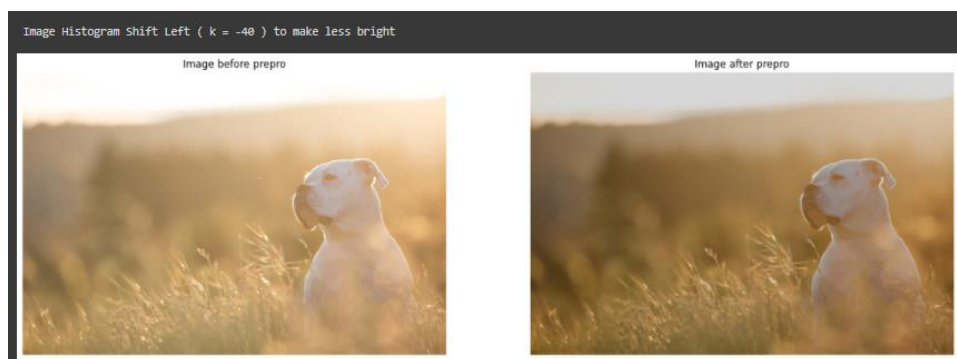 Image Histogram Shift Left ( k = -40 ) to make less bright
Image before prepro
Image after prepro